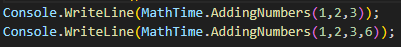 Console.WriteLine(MathTime.AddingNumbers(1,2,3));
Console.WriteLine(MathTime.AddingNumbers(1,2,3,6));